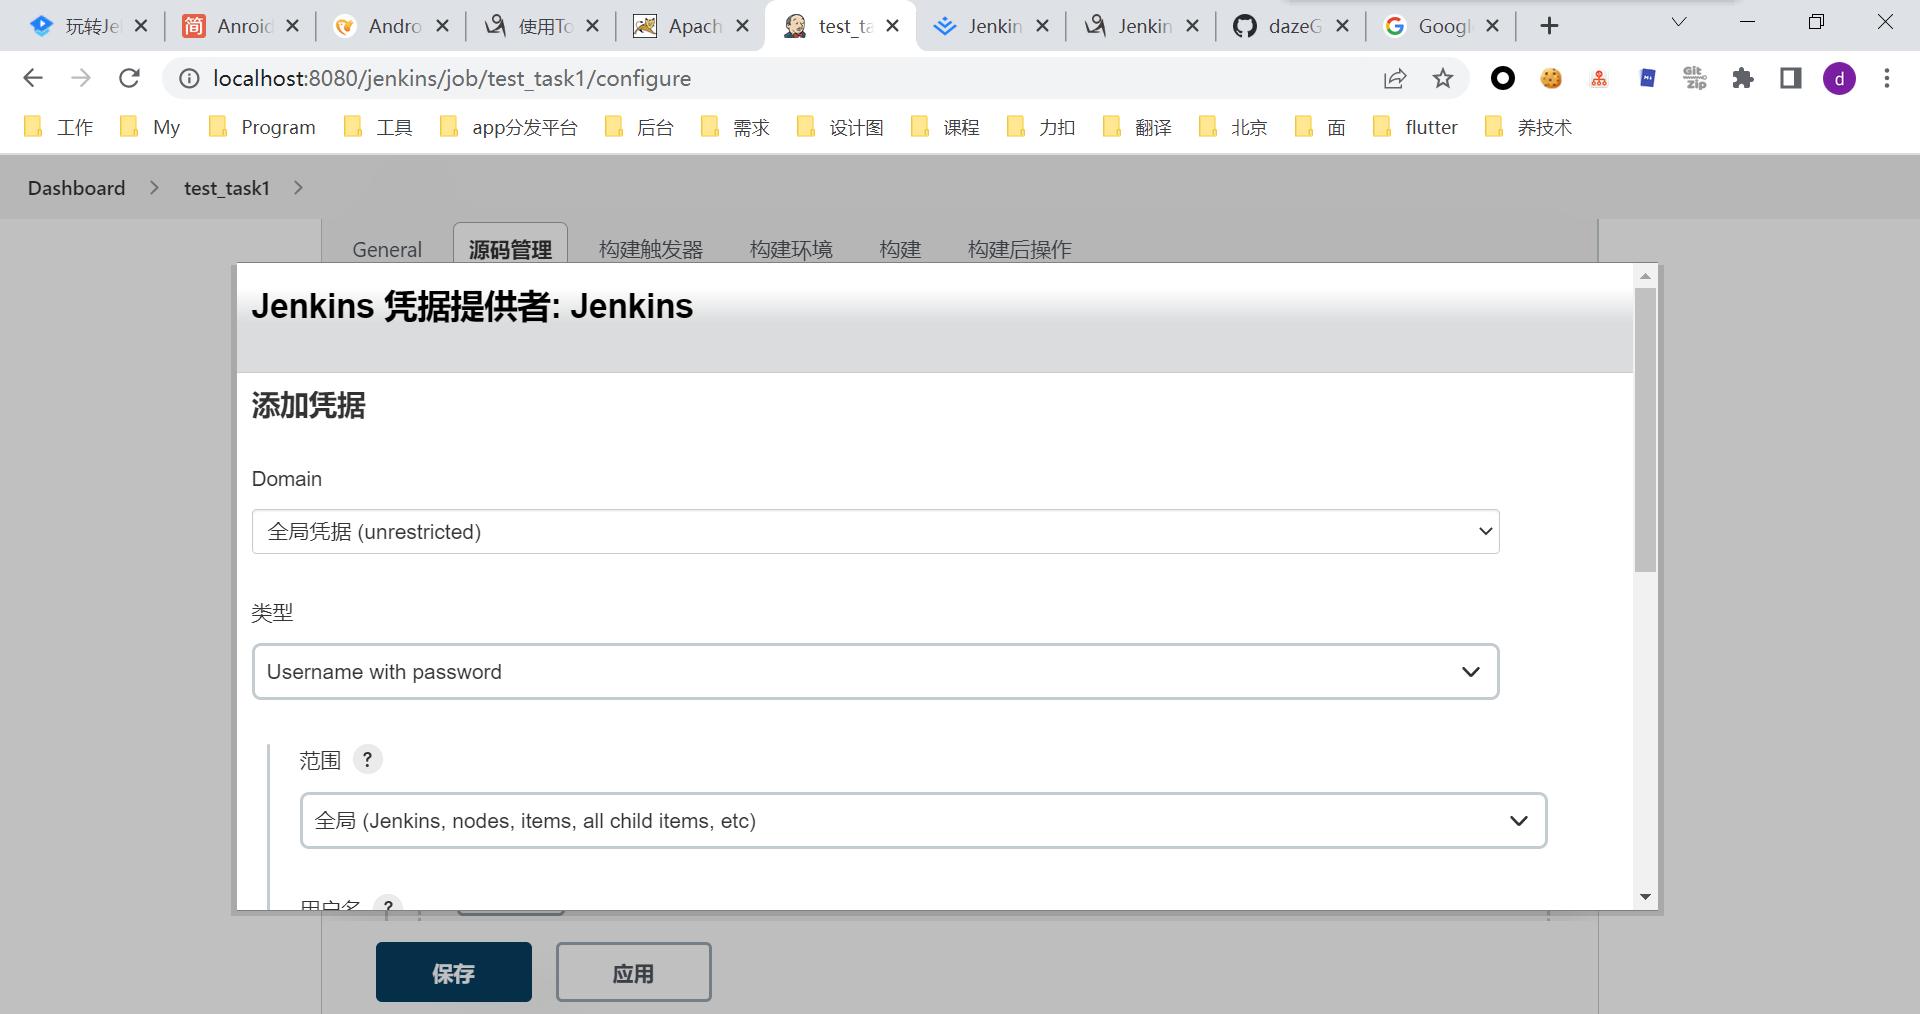 玩转Je
Anroid
Andro
使用To
Apach
test_ta
Jenkin
Jenkin
dazeG
Googl
localhost:8080/jenkins/job/test_task1/configure
Git Zip
d
工作
My
Program
工具
app分发平台
后台
需求
设计图
课程
力扣
翻译
北京
面
flutter
养技术
Dashboard
test_task1
General
源码管理
构建触发器
构建环境
构建
构建后操作
Jenkins 凭据提供者: Jenkins
添加凭据
Domain
全局凭据 (unrestricted)
类型
Username with password
范围 ?
全局 (Jenkins, nodes, items, all child items, etc)
用户名 ?
保存
应用